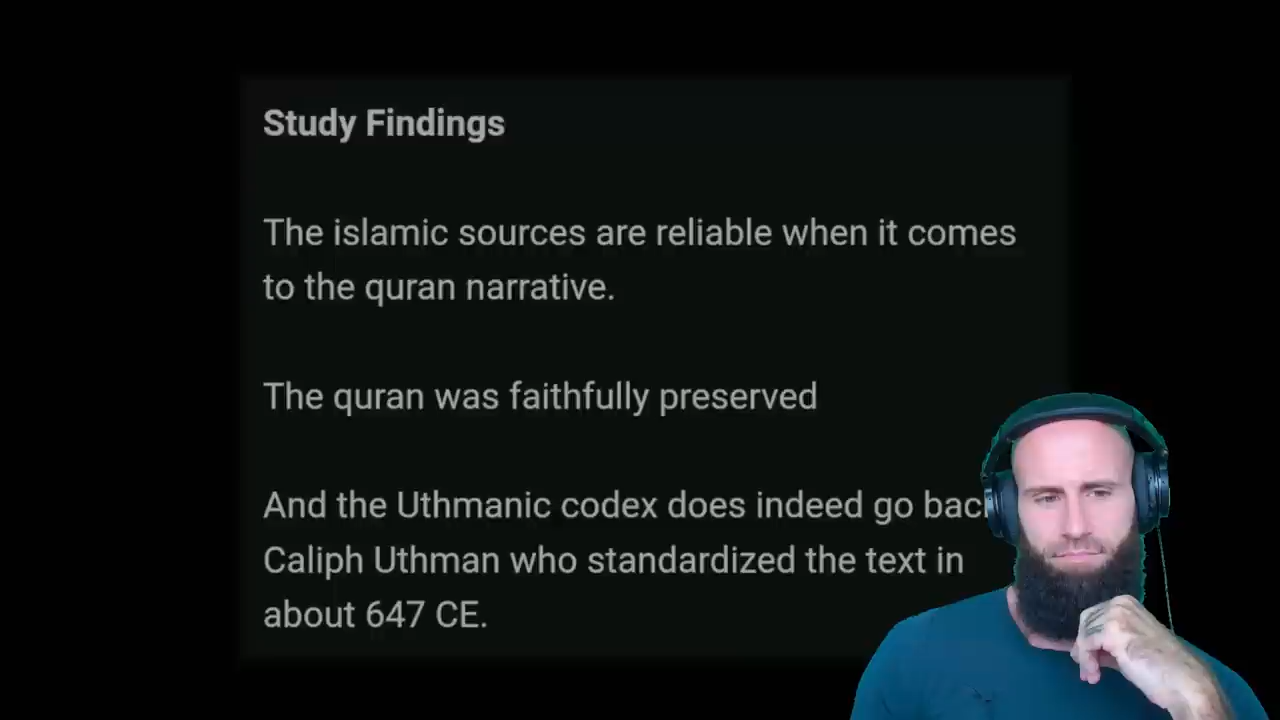 Study Findings
The islamic sources are reliable when it comes
to the quran narrative.
The quran was faithfully preserved
And the Uthmanic codex does indeed go back
Caliph Uthman who standardized the text in
about 647 CE.